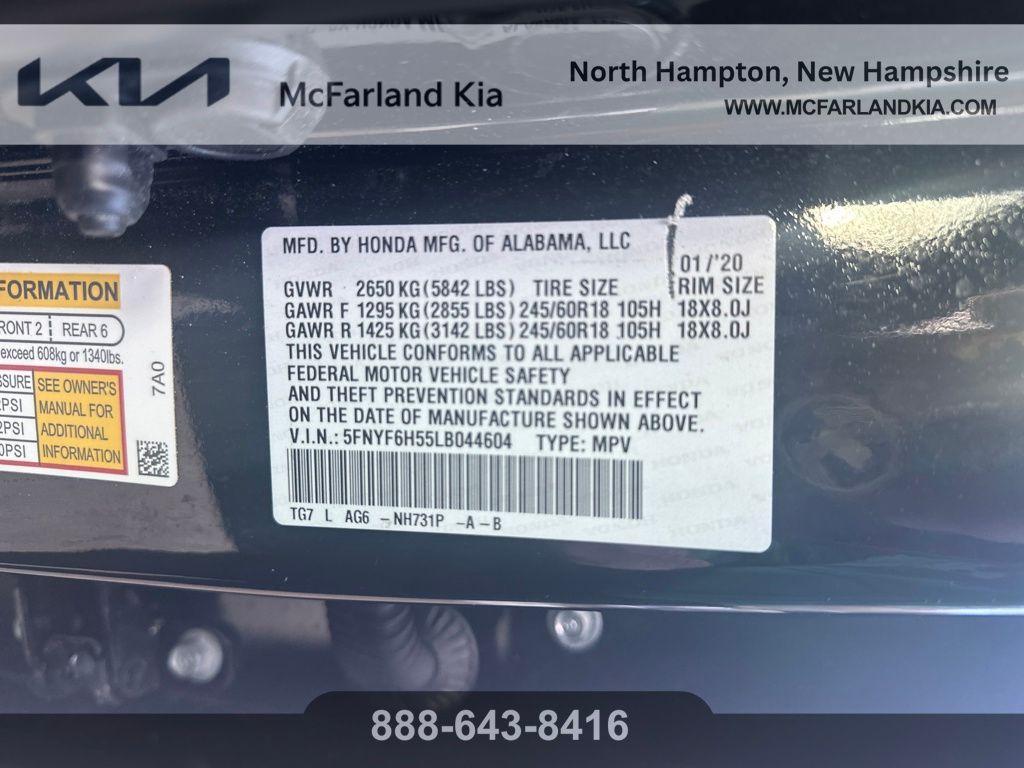 KIA
McFarland Kia
North Hampton, New Hampshire
WWW.MCFARLANDKIA.COM
FORMATION
RONT 2 REAR 6
exceed 608kg or 1340lbs.
SSURE
2PSI
2PSI
0PSI
SEE OWNER'S
MANUAL FOR
ADDITIONAL
INFORMATION
7A0
MFD. BY HONDA MFG. OF ALABAMA, LLC
01/'20
GVWR 2650 KG (5842 LBS) TIRE SIZE RIM SIZE
GAWR F 1295 KG (2855 LBS) 245/60R18 105H 18X8.0J
GAWR R 1425 KG (3142 LBS) 245/60R18 105H 18X8.0J
THIS VEHICLE CONFORMS TO ALL APPLICABLE
FEDERAL MOTOR VEHICLE SAFETY
AND THEFT PREVENTION STANDARDS IN EFFECT
ON THE DATE OF MANUFACTURE SHOWN ABOVE.
V.I.N.: 5FNYF6H55LB044604 TYPE: MPV
TG7 L AG6 -NH731P -A-B
888-643-8416